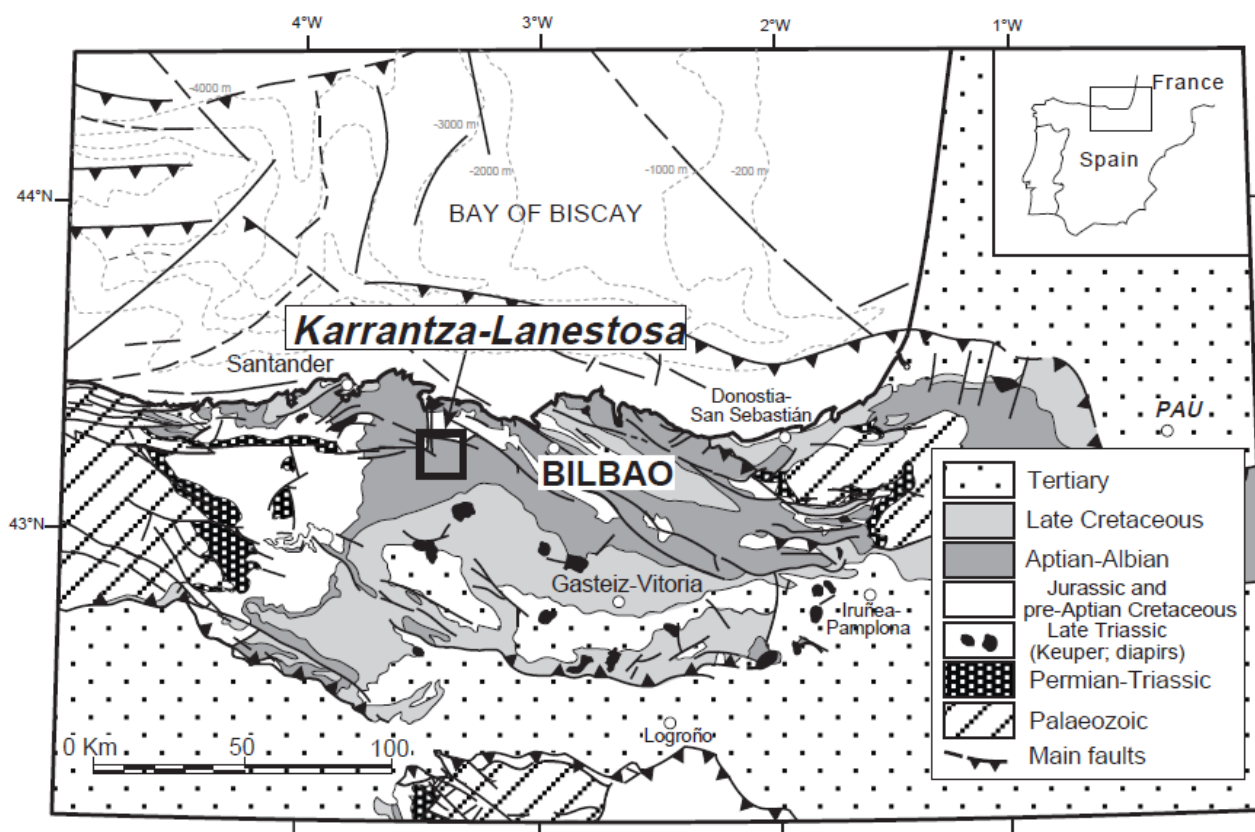 4°W
3°W
2°W
1°W
-4000 m
-3000 m
-2000 m
-1000 m
-200 m
France
Spain
44°N
BAY OF BISCAY
Karrantza-Lanestosa
Santander
Donostia-
San Sebastián
PAU
BILBAO
43°N
Gasteiz-Vitoria
Iruñea-
Pamplona
Logroño
0 Km
50
100
Tertiary
Late Cretaceous
Aptian-Albian
Jurassic and
pre-Aptian Cretaceous
Late Triassic
(Keuper; diapirs)
Permian-Triassic
Palaeozoic
Main faults